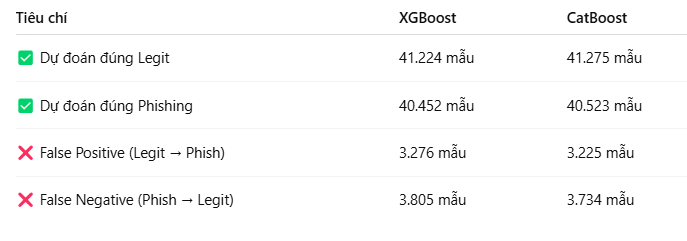 Tiêu chí XGBoost CatBoost
✅ Dự đoán đúng Legit 41.224 mẫu 41.275 mẫu
✅ Dự đoán đúng Phishing 40.452 mẫu 40.523 mẫu
❌ False Positive (Legit → Phish) 3.276 mẫu 3.225 mẫu
❌ False Negative (Phish → Legit) 3.805 mẫu 3.734 mẫu